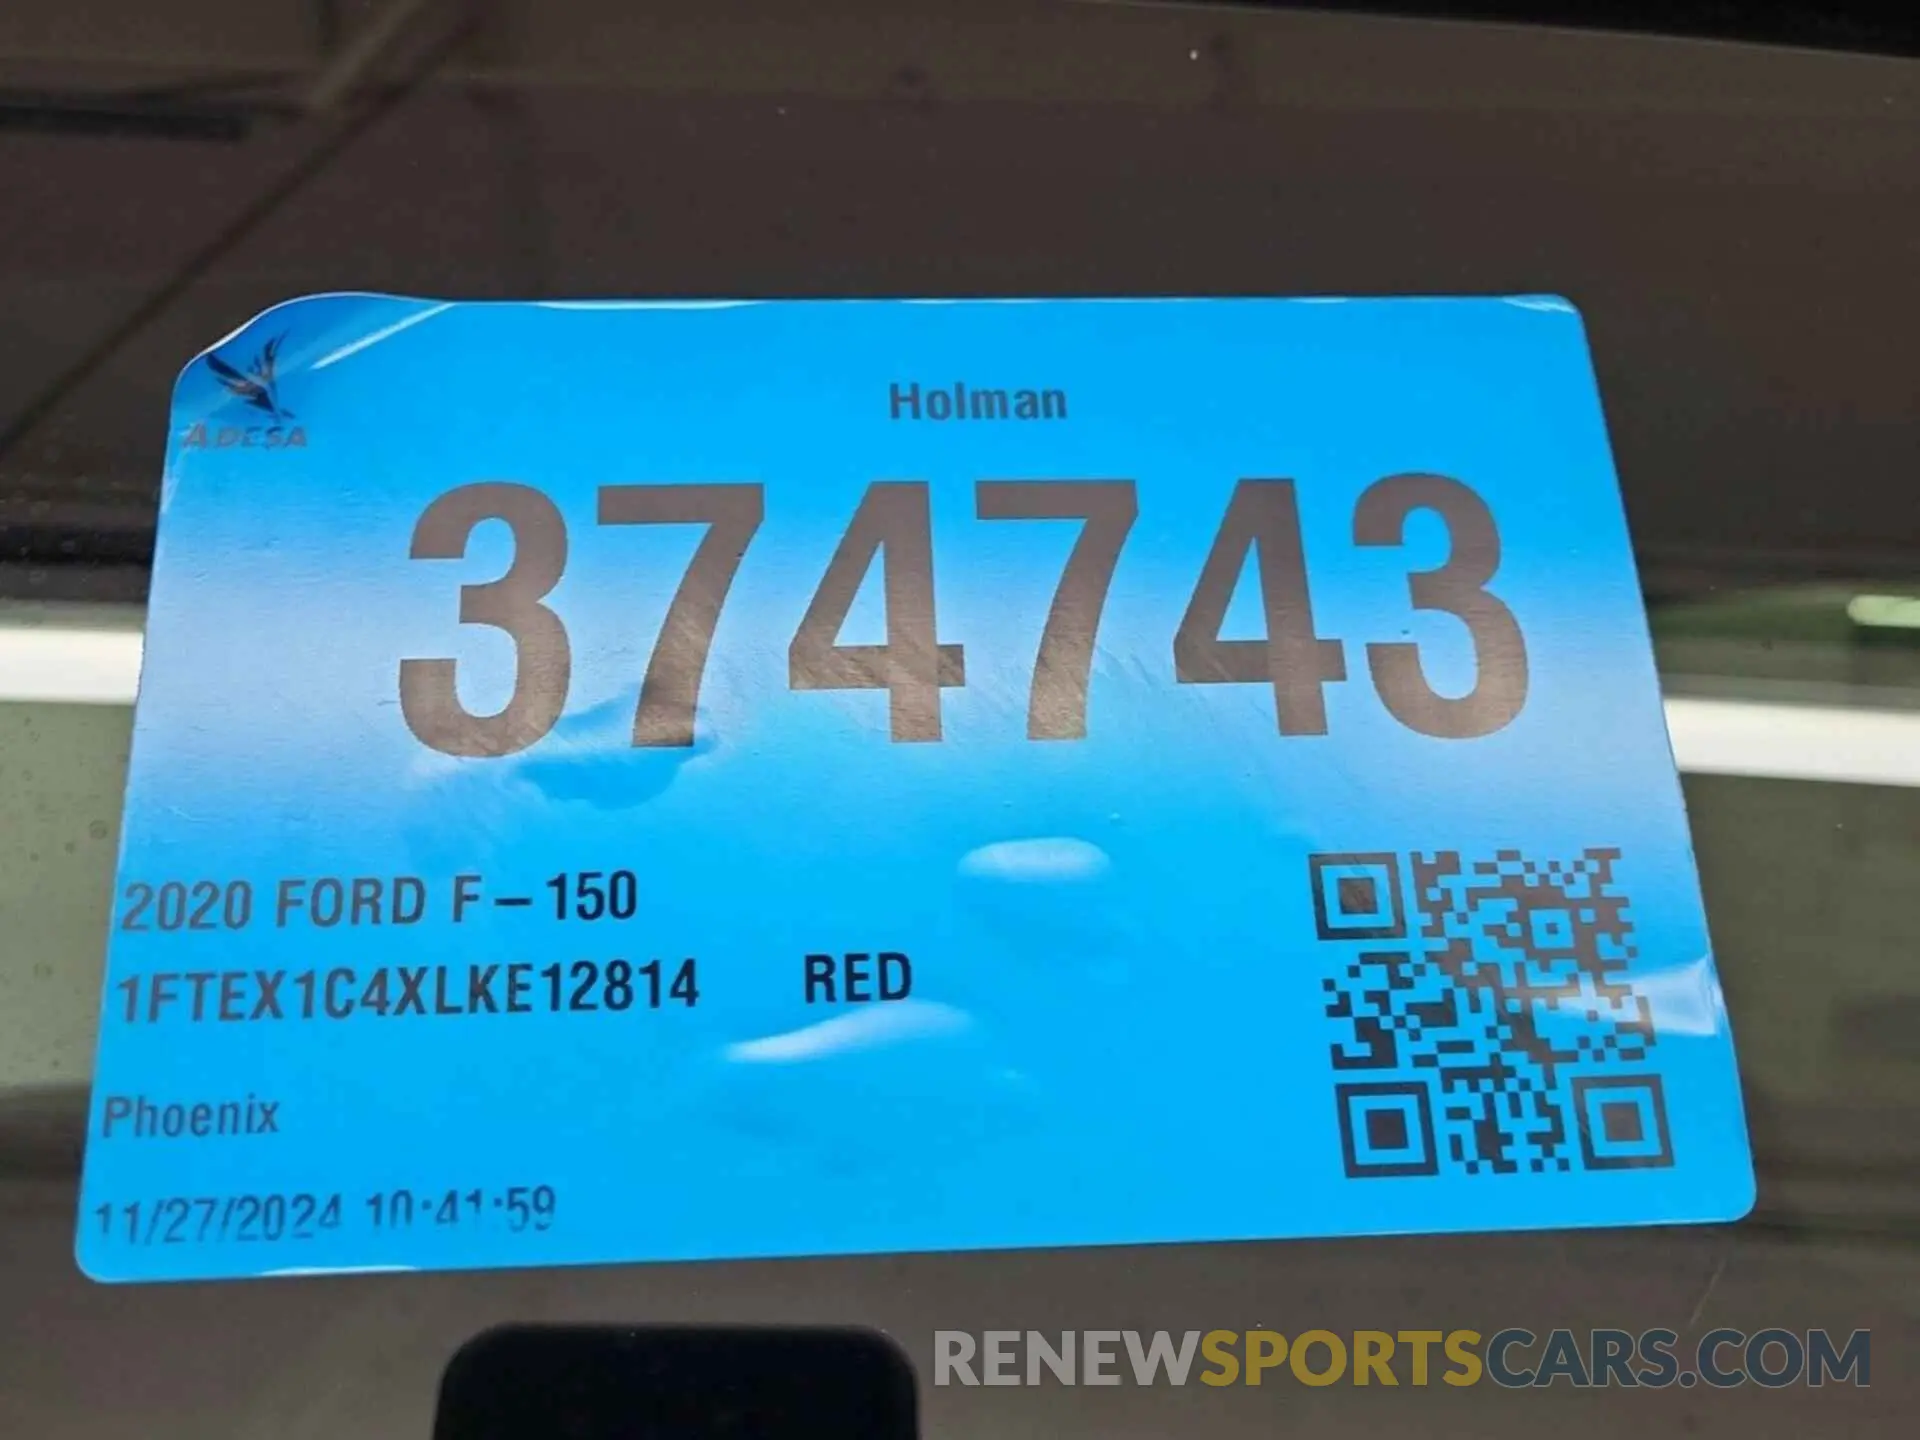 ADESA
Holman
374743
2020 FORD F-150
1FTEX1C4XLKE12814 RED
Phoenix
11/27/2024 10:41:59
RENEWSPORTSCARS.COM